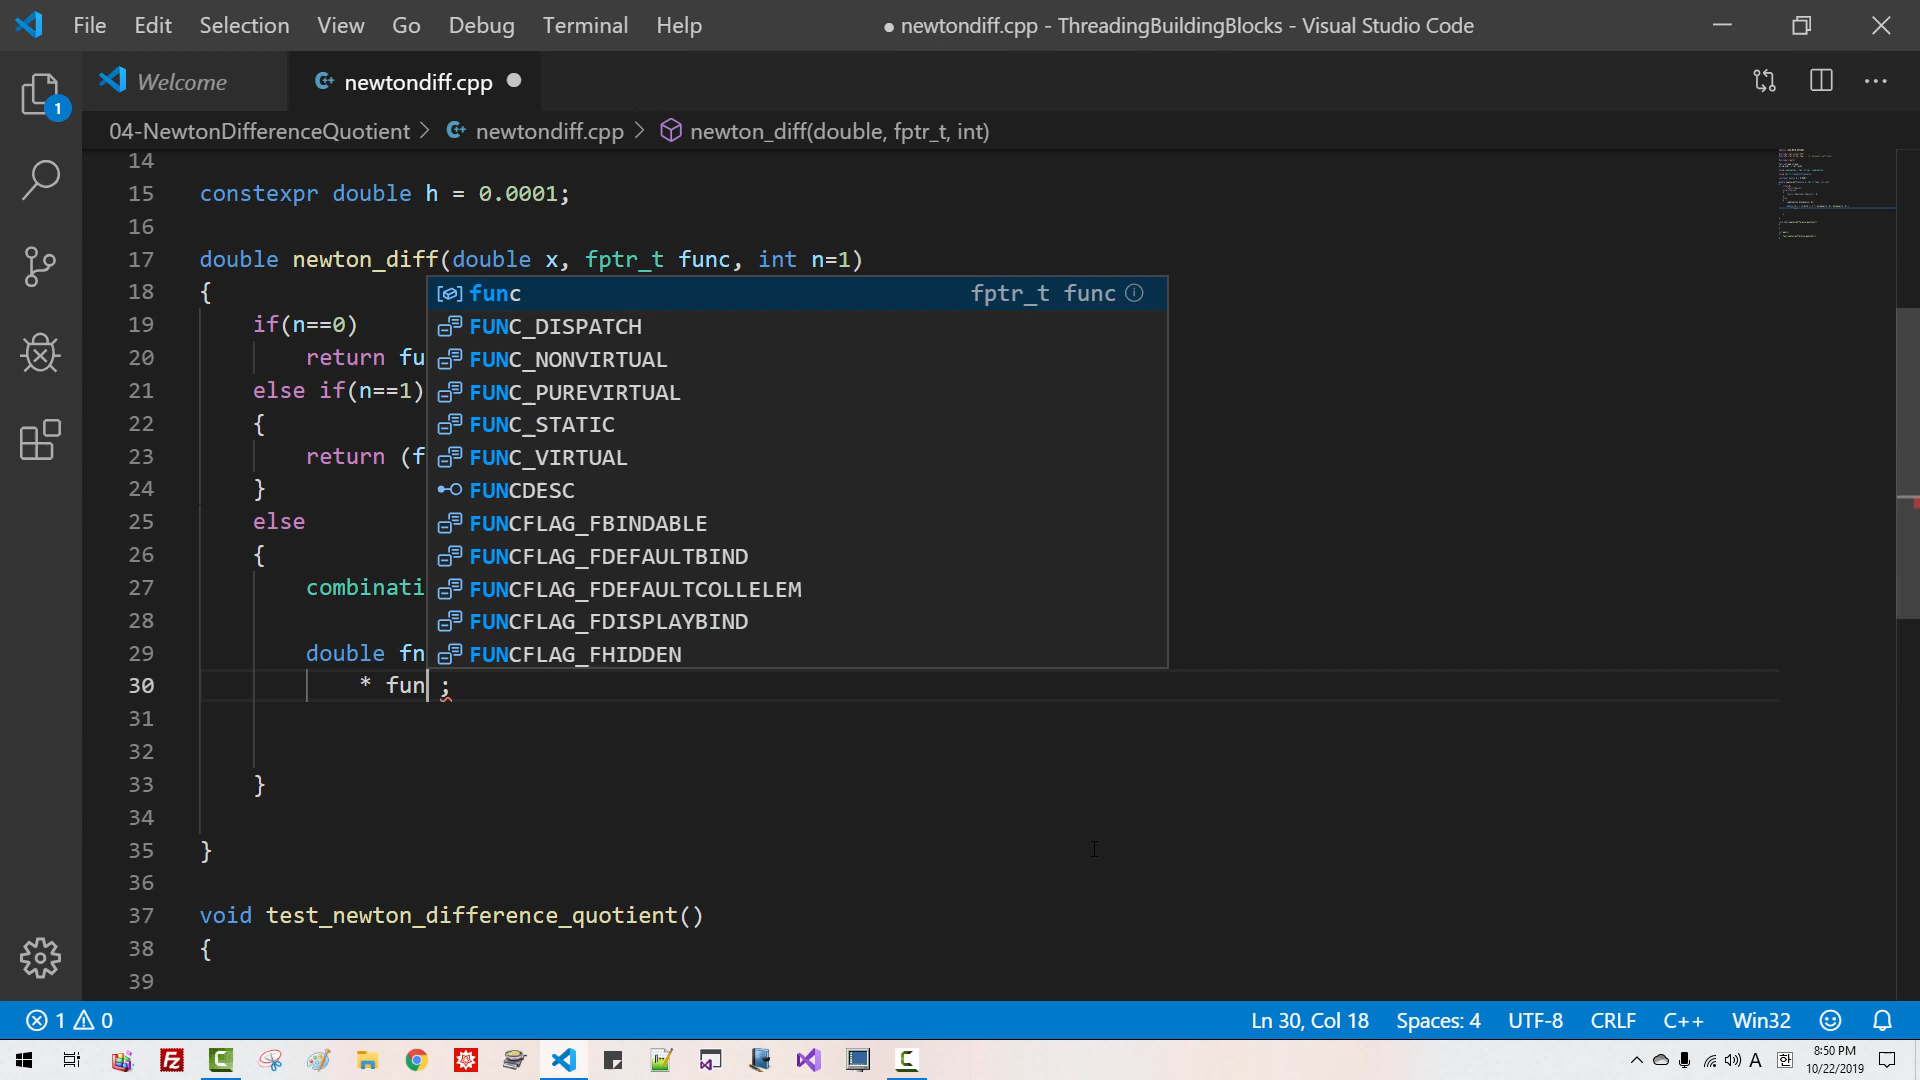 File Edit Selection View Go Debug Terminal Help ● newtondiff.cpp - ThreadingBuildingBlocks - Visual Studio Code
Welcome newtondiff.cpp
1
04-NewtonDifferenceQuotient > newtondiff.cpp > newton_diff(double, fptr_t, int)
14
15 constexpr double h = 0.0001;
16
17 double newton_diff(double x, fptr_t func, int n=1)
18 {
func fptr_t func
19 if(n==0)
FUNC_DISPATCH
20 return fu
FUNC_NONVIRTUAL
21 else if(n==1)
FUNC_PUREVIRTUAL
22 {
FUNC_STATIC
23 return (f
FUNC_VIRTUAL
24 }
FUNCDESC
25 else
FUNCFLAG_FBINDABLE
26 {
FUNCFLAG_FDEFAULTBIND
27 combinati
FUNCFLAG_FDEFAULTCOLLELEM
28
FUNCFLAG_FDISPLAYBIND
29 double fn
FUNCFLAG_FHIDDEN
30 * fun ;
31
32
33 }
34
35 }
36
37 void test_newton_difference_quotient()
38 {
39
1 0 Ln 30, Col 18 Spaces: 4 UTF-8 CRLF C++ Win32
A 한 8:50 PM
10/22/2019